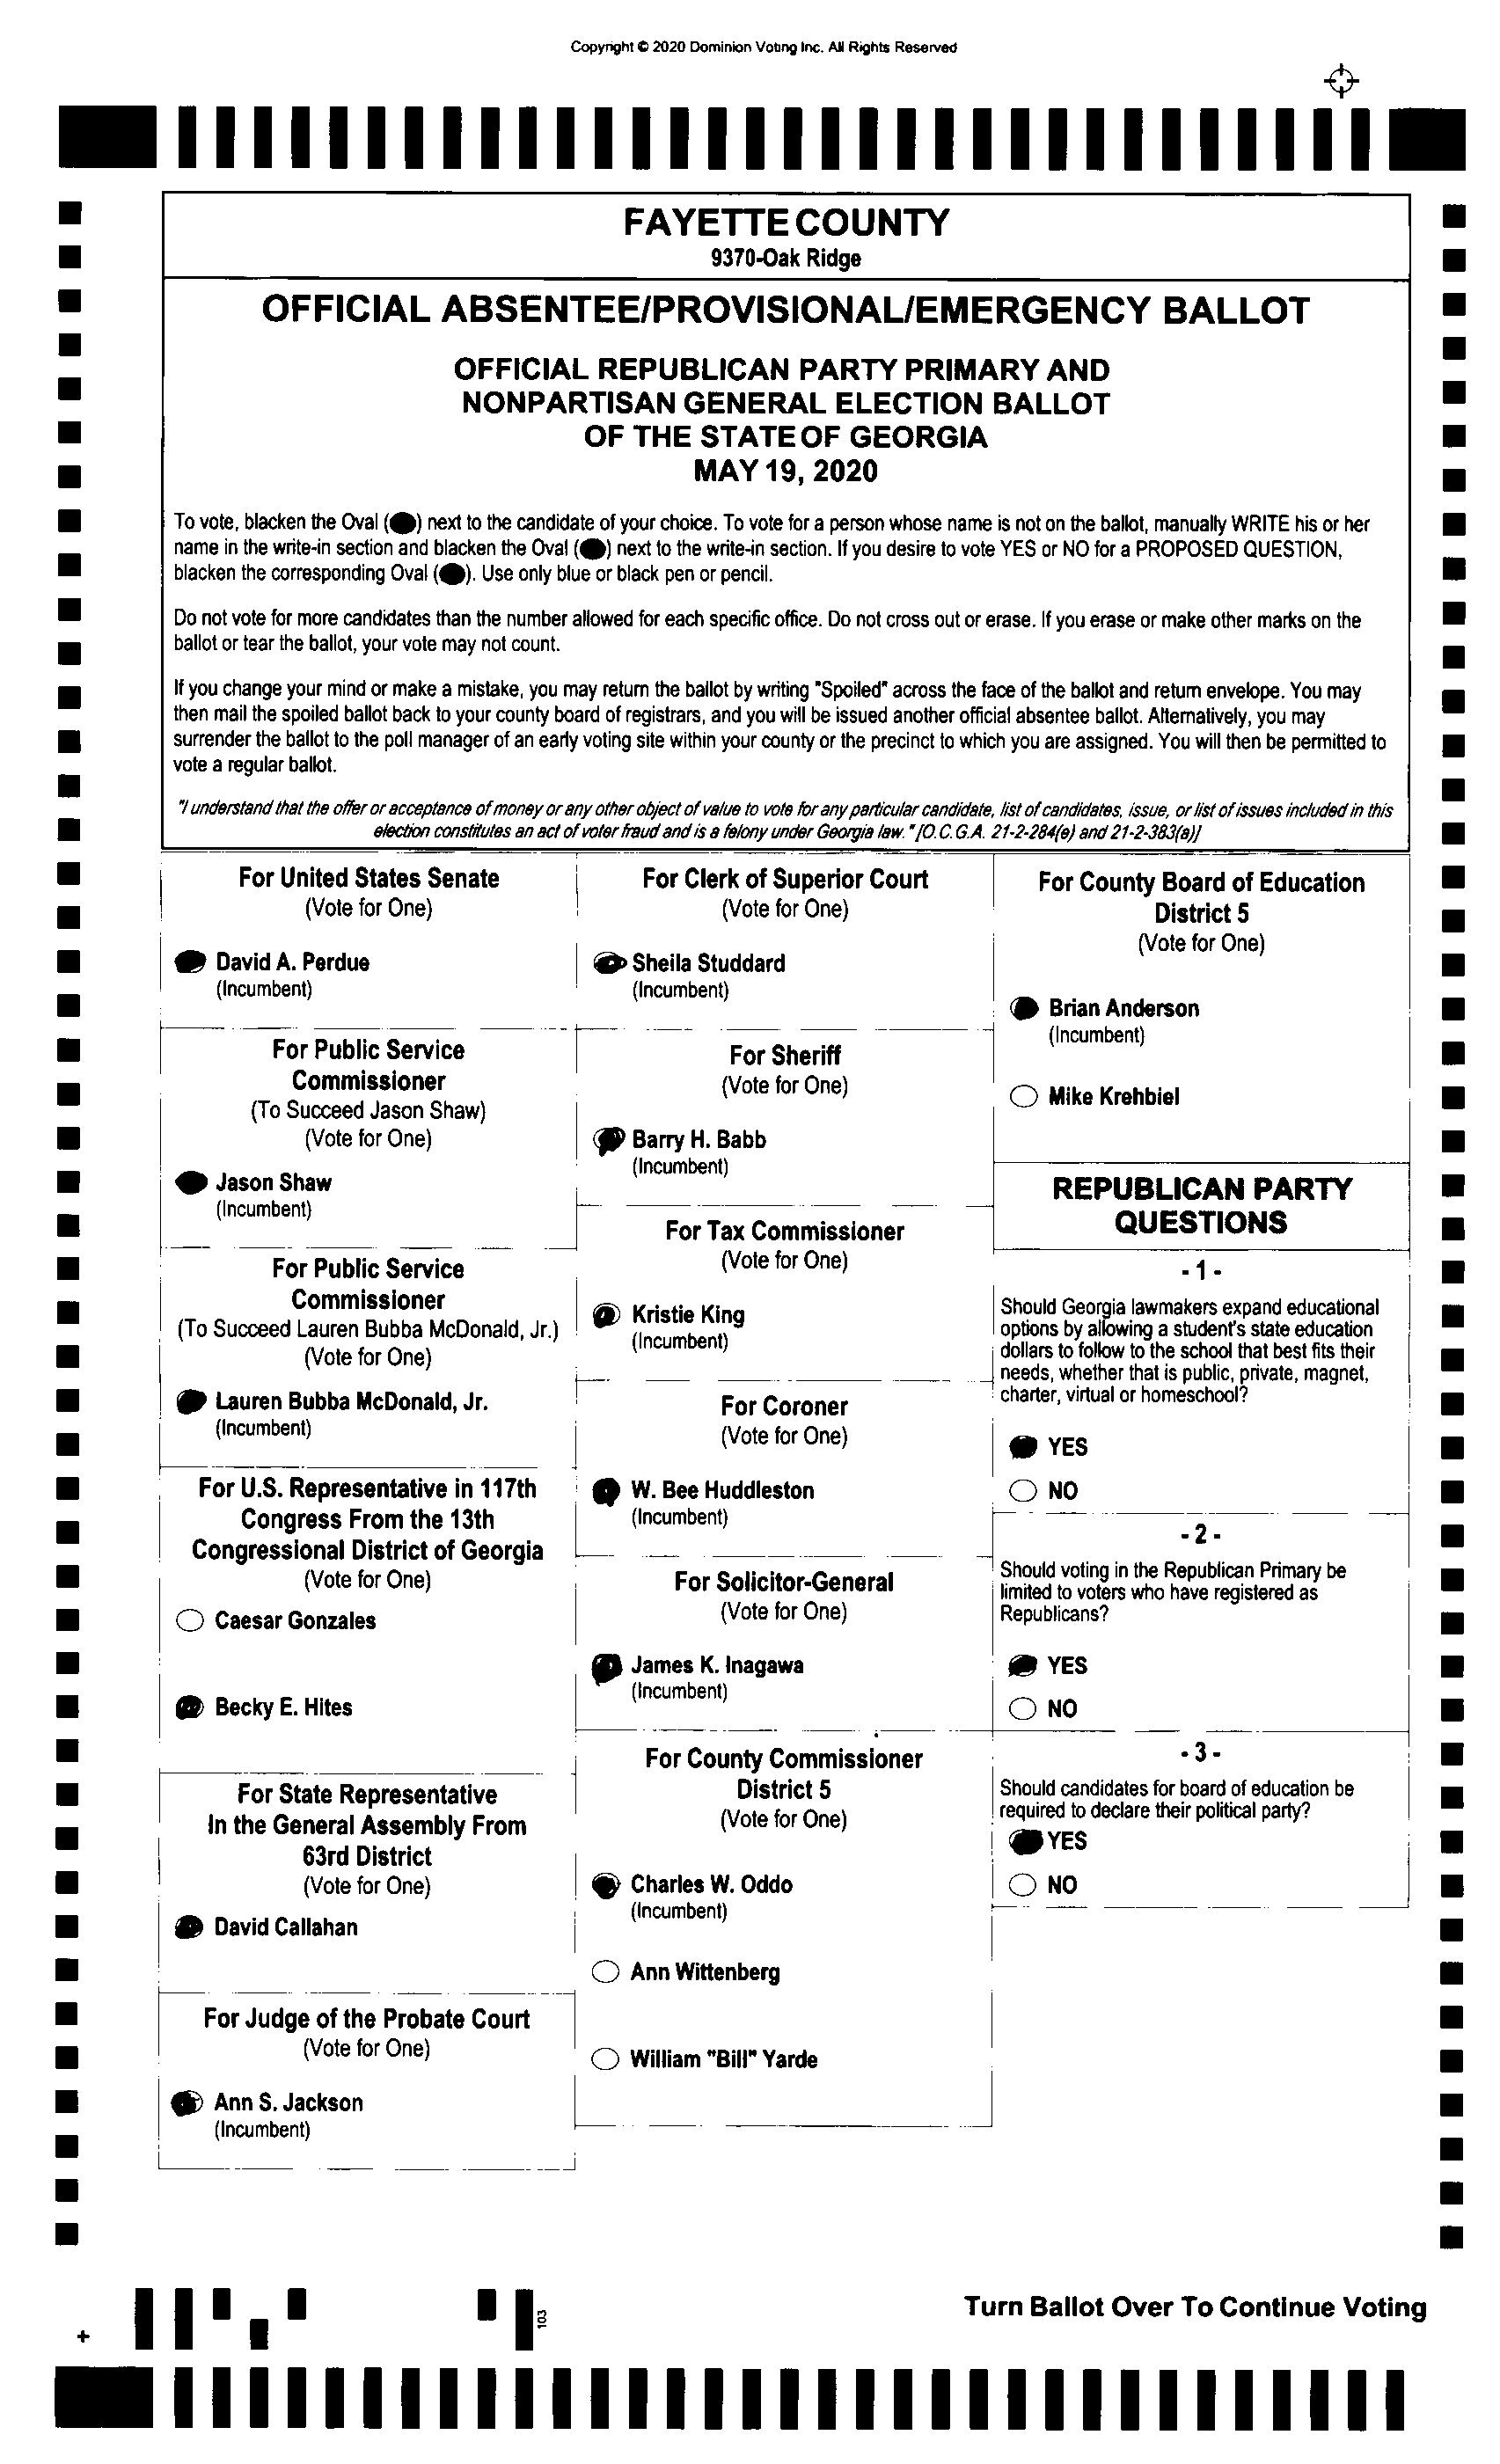 Copyright © 2020 Dominion Voting Inc. All Rights Reserved
FAYETTE COUNTY
9370-Oak Ridge
OFFICIAL ABSENTEE/PROVISIONAL/EMERGENCY BALLOT
OFFICIAL REPUBLICAN PARTY PRIMARY AND
NONPARTISAN GENERAL ELECTION BALLOT
OF THE STATE OF GEORGIA
MAY 19, 2020
To vote, blacken the Oval ( ) next to the candidate of your choice. To vote for a person whose name is not on the ballot, manually WRITE his or her
name in the write-in section and blacken the Oval ( ) next to the write-in section. If you desire to vote YES or NO for a PROPOSED QUESTION,
blacken the corresponding Oval ( ). Use only blue or black pen or pencil.
Do not vote for more candidates than the number allowed for each specific office. Do not cross out or erase. If you erase or make other marks on the
ballot or tear the ballot, your vote may not count.
If you change your mind or make a mistake, you may return the ballot by writing "Spoiled" across the face of the ballot and return envelope. You may
then mail the spoiled ballot back to your county board of registrars, and you will be issued another official absentee ballot. Alternatively, you may
surrender the ballot to the poll manager of an early voting site within your county or the precinct to which you are assigned. You will then be permitted to
vote a regular ballot.
"I understand that the offer or acceptance of money or any other object of value to vote for any particular candidate, list of candidates, issue, or list of issues included in this
election constitutes an act of voter fraud and is a felony under Georgia law." [O.C.G.A. 21-2-284(e) and 21-2-383(a)]
For United States Senate
(Vote for One)
David A. Perdue
(Incumbent)
For Public Service
Commissioner
(To Succeed Jason Shaw)
(Vote for One)
Jason Shaw
(Incumbent)
For Public Service
Commissioner
(To Succeed Lauren Bubba McDonald, Jr.)
(Vote for One)
Lauren Bubba McDonald, Jr.
(Incumbent)
For U.S. Representative in 117th
Congress From the 13th
Congressional District of Georgia
(Vote for One)
Caesar Gonzales
Becky E. Hites
For State Representative
In the General Assembly From
63rd District
(Vote for One)
David Callahan
For Judge of the Probate Court
(Vote for One)
Ann S. Jackson
(Incumbent)
For Clerk of Superior Court
(Vote for One)
Sheila Studdard
(Incumbent)
For Sheriff
(Vote for One)
Barry H. Babb
(Incumbent)
For Tax Commissioner
(Vote for One)
Kristie King
(Incumbent)
For Coroner
(Vote for One)
W. Bee Huddleston
(Incumbent)
For Solicitor-General
(Vote for One)
James K. Inagawa
(Incumbent)
For County Commissioner
District 5
(Vote for One)
Charles W. Oddo
(Incumbent)
Ann Wittenberg
William "Bill" Yarde
For County Board of Education
District 5
(Vote for One)
Brian Anderson
(Incumbent)
Mike Krehbiel
REPUBLICAN PARTY
QUESTIONS
- 1 -
Should Georgia lawmakers expand educational
options by allowing a student's state education
dollars to follow to the school that best fits their
needs, whether that is public, private, magnet,
charter, virtual or homeschool?
YES
NO
- 2 -
Should voting in the Republican Primary be
limited to voters who have registered as
Republicans?
YES
NO
- 3 -
Should candidates for board of education be
required to declare their political party?
YES
NO
103
Turn Ballot Over To Continue Voting